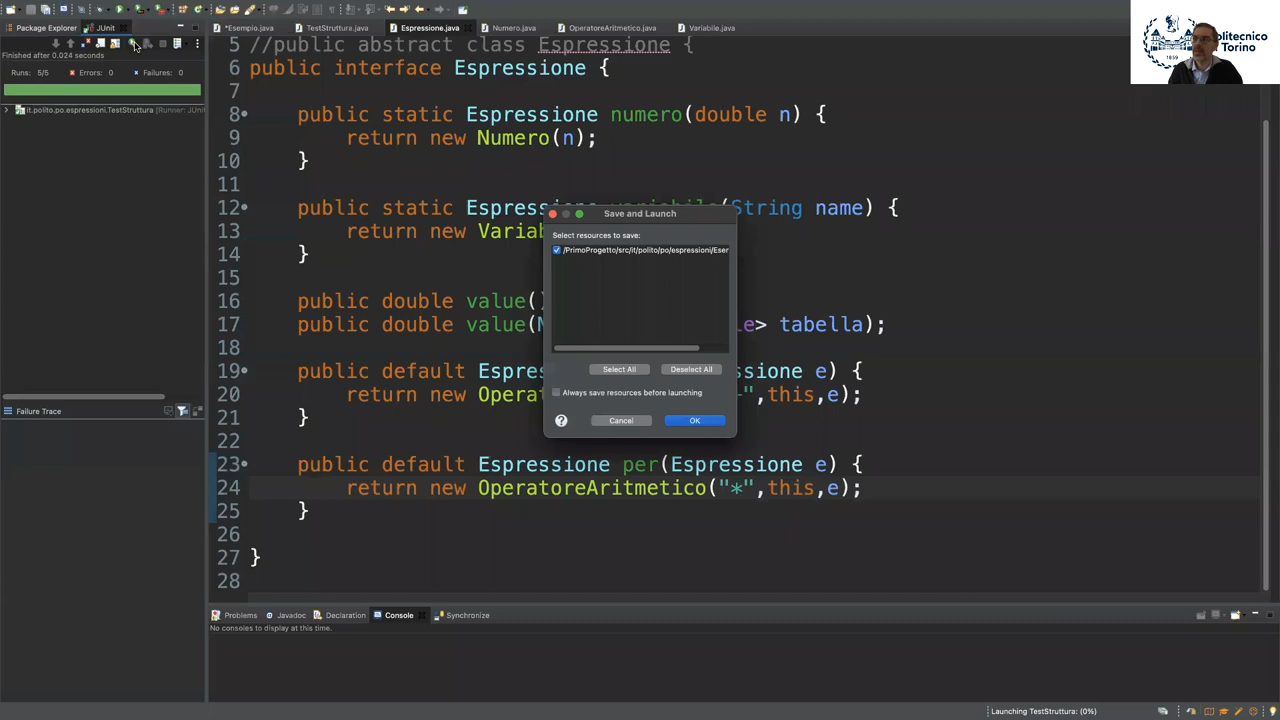 Package Explorer JUnit
*Esempio.java TestStruttura.java Espressione.java Numero.java OperatoreAritmetico.java Variabile.java
Finished after 0.024 seconds
Runs: 5/5 Errors: 0 Failures: 0
it.polito.po.espressioni.TestStruttura [Runner: JUni
Failure Trace
5 //public abstract class Espressione {
6 public interface Espressione {
7
8 public static Espressione numero(double n) {
9 return new Numero(n);
10 }
11
12 public static Espress String name) {
13 return new Variab
14 }
15
16 public double value()
17 public double value( le> tabella);
18
19 public default Espre ssione e) {
20 return new Operato ",this,e);
21 }
22
23 public default Espressione per(Espressione e) {
24 return new OperatoreAritmetico("*",this,e);
25 }
26
27 }
28
Save and Launch
Select resources to save:
/PrimoProgetto/src/it/polito/po/espressioni/Eser
Select All Deselect All
Always save resources before launching
? Cancel OK
Problems Javadoc Declaration Console Synchronize
No consoles to display at this time.
Launching TestStruttura: (0%)
Politecnico
Torino
1859